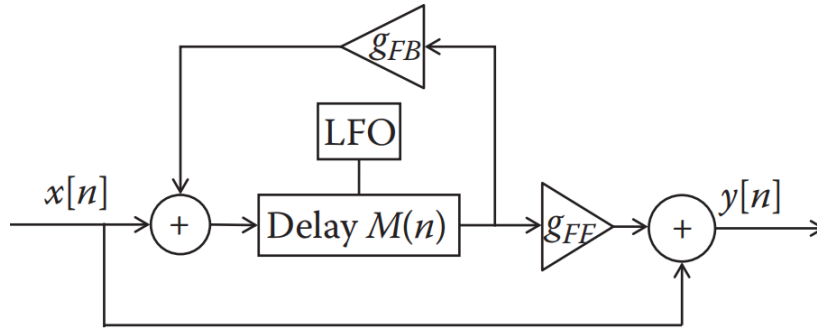 g_FB
LFO
x[n]
+
Delay M(n)
g_FF
+
y[n]